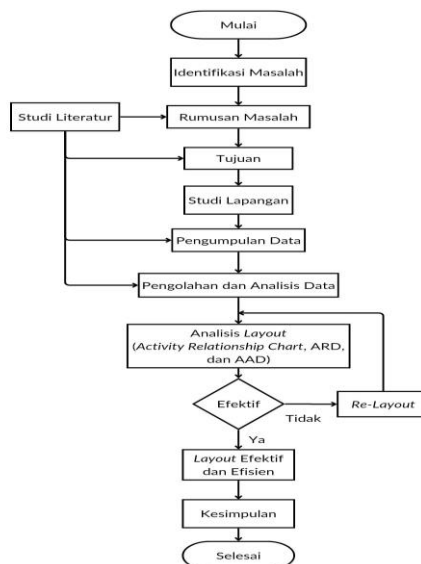 Mulai
Identifikasi Masalah
Studi Literatur
Rumusan Masalah
Tujuan
Studi Lapangan
Pengumpulan Data
Pengolahan dan Analisis Data
Analisis Layout
(Activity Relationship Chart, ARD,
dan AAD)
Efektif
Tidak
Re-Layout
Ya
Layout Efektif
dan Efisien
Kesimpulan
Selesai